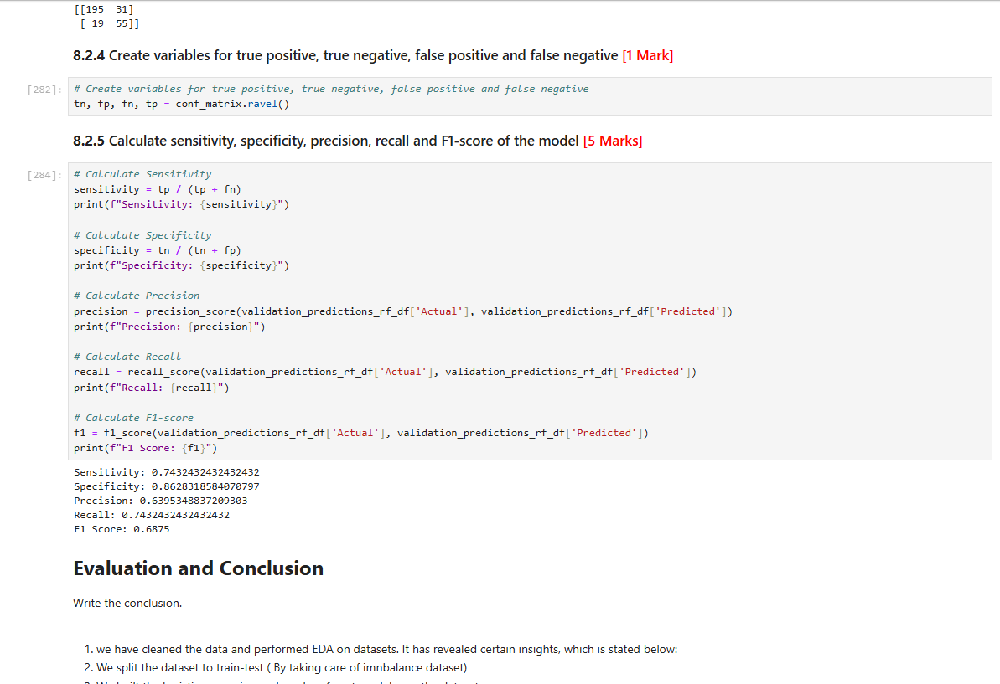 [[195 31]
[ 19 55]]
8.2.4 Create variables for true positive, true negative, false positive and false negative [1 Mark]
[282]:
# Create variables for true positive, true negative, false positive and false negative
tn, fp, fn, tp = conf_matrix.ravel()
8.2.5 Calculate sensitivity, specificity, precision, recall and F1-score of the model [5 Marks]
[284]:
# Calculate Sensitivity
sensitivity = tp / (tp + fn)
print(f"Sensitivity: {sensitivity}")
# Calculate Specificity
specificity = tn / (tn + fp)
print(f"Specificity: {specificity}")
# Calculate Precision
precision = precision_score(validation_predictions_rf_df['Actual'], validation_predictions_rf_df['Predicted'])
print(f"Precision: {precision}")
# Calculate Recall
recall = recall_score(validation_predictions_rf_df['Actual'], validation_predictions_rf_df['Predicted'])
print(f"Recall: {recall}")
# Calculate F1-score
f1 = f1_score(validation_predictions_rf_df['Actual'], validation_predictions_rf_df['Predicted'])
print(f"F1 Score: {f1}")
Sensitivity: 0.7432432432432432
Specificity: 0.8628318584070797
Precision: 0.6395348837209303
Recall: 0.7432432432432432
F1 Score: 0.6875
Evaluation and Conclusion
Write the conclusion.
1. we have cleaned the data and performed EDA on datasets. It has revealed certain insights, which is stated below:
2. We split the dataset to train-test ( By taking care of imnbalance dataset)